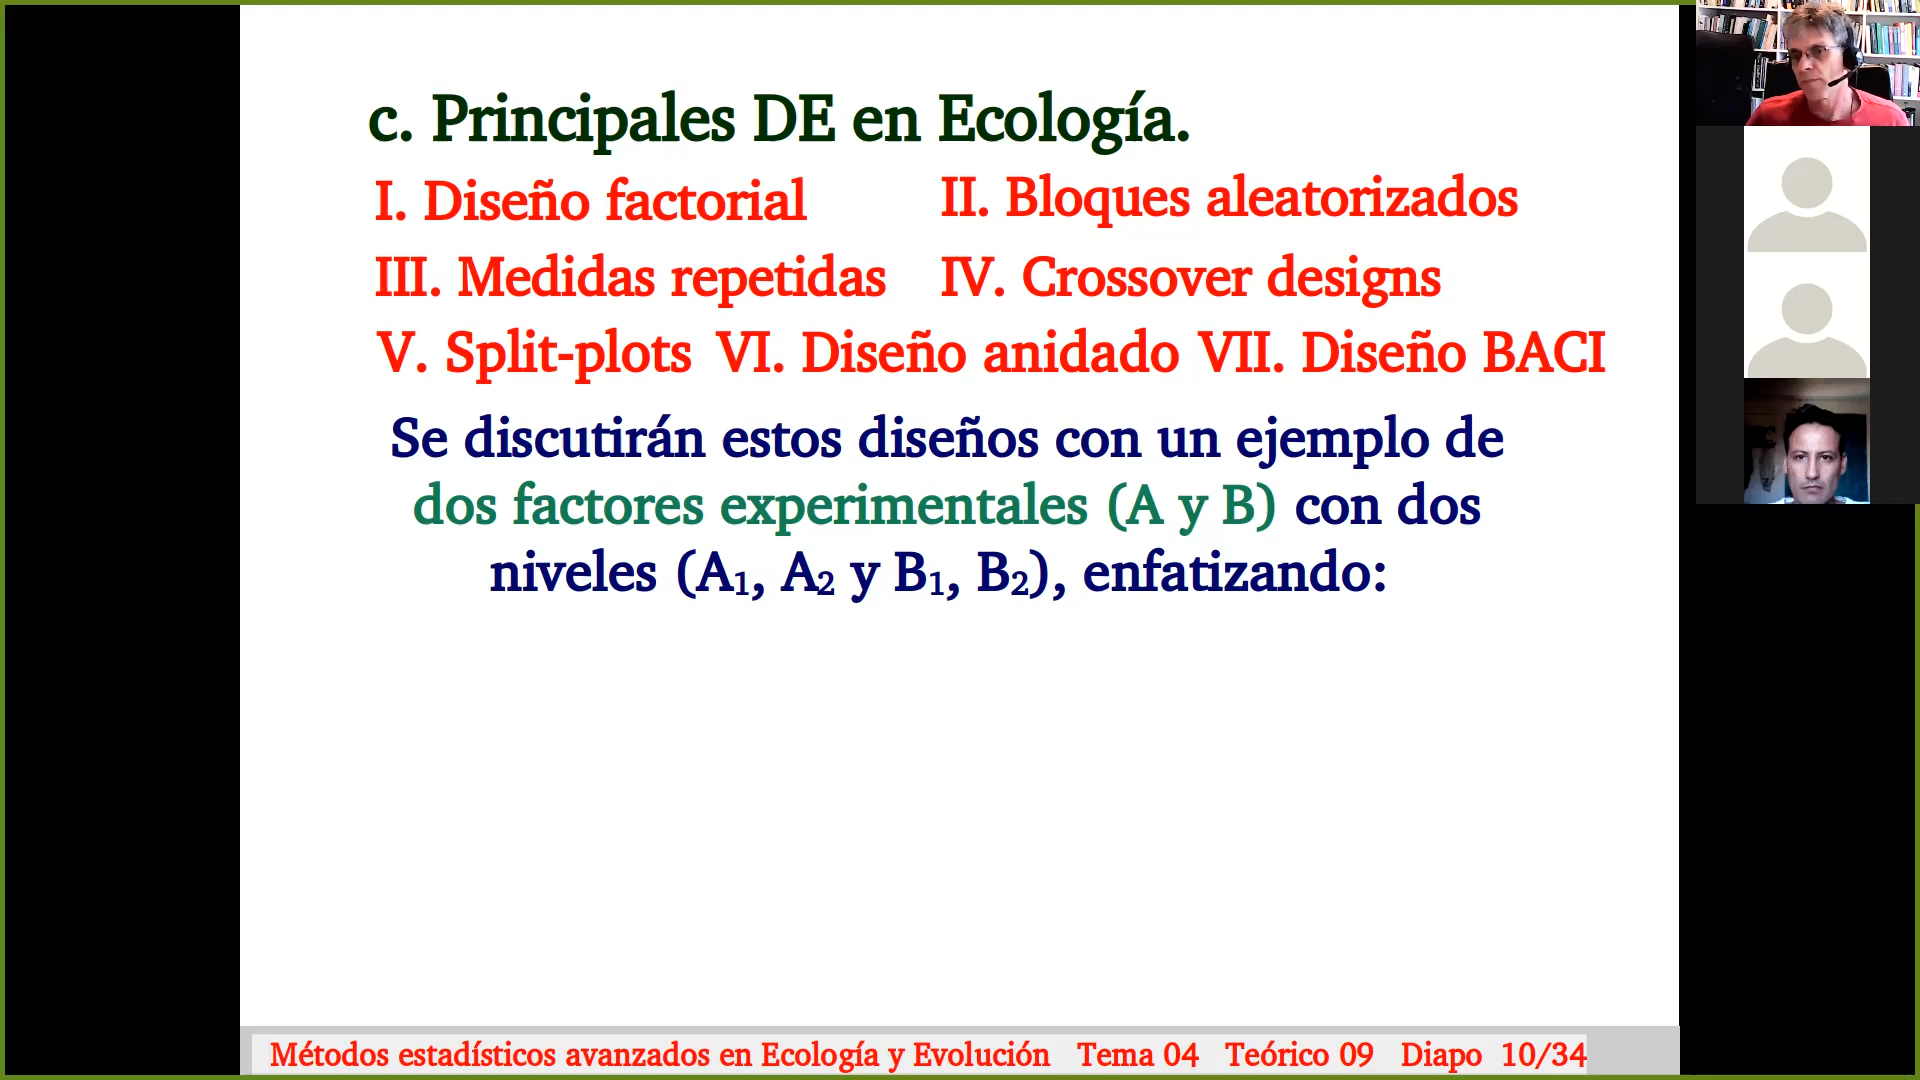 c. Principales DE en Ecología.
I. Diseño factorial II. Bloques aleatorizados
III. Medidas repetidas IV. Crossover designs
V. Split-plots VI. Diseño anidado VII. Diseño BACI
Se discutirán estos diseños con un ejemplo de
dos factores experimentales (A y B) con dos
niveles (A₁, A₂ y B₁, B₂), enfatizando:
Métodos estadísticos avanzados en Ecología y Evolución Tema 04 Teórico 09 Diapo 10/34